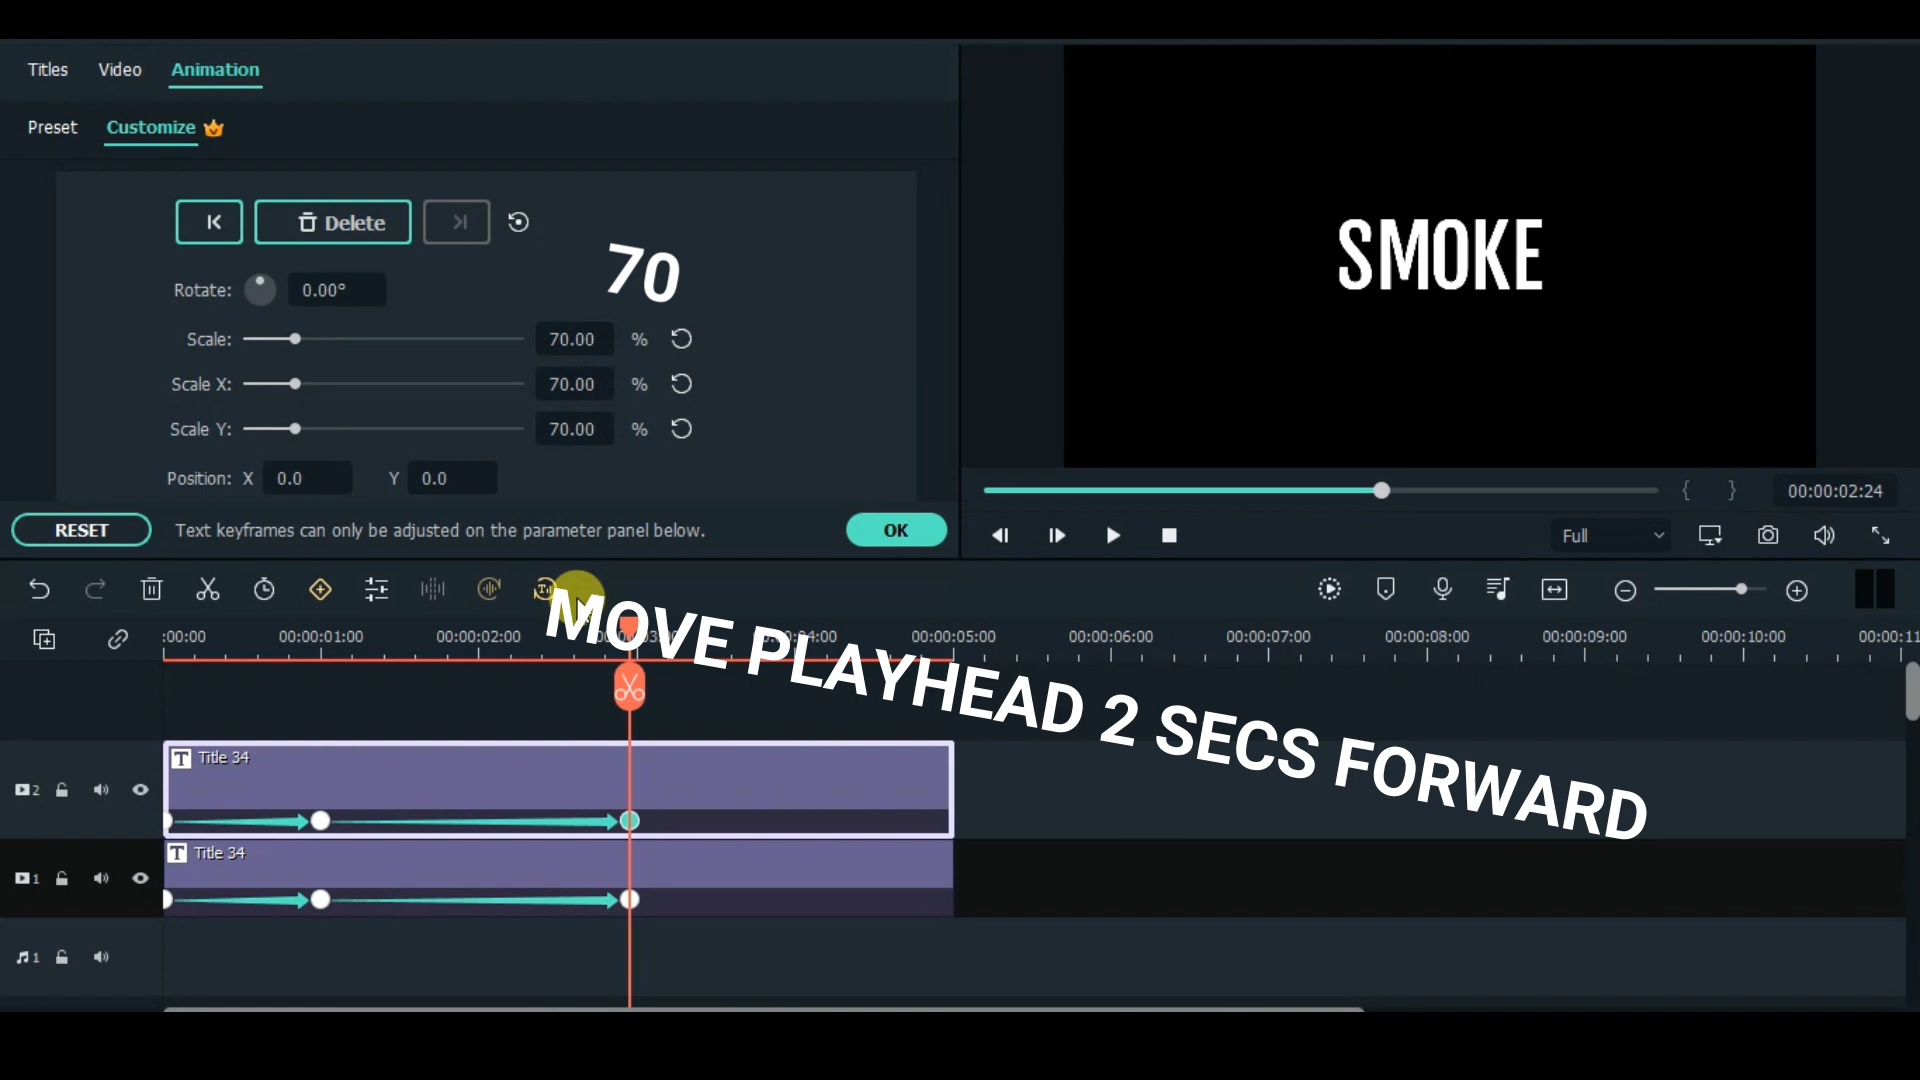 Titles Video Animation
Preset Customize
Delete
70
Rotate: 0.00°
Scale: 70.00 %
Scale X: 70.00 %
Scale Y: 70.00 %
Position: X 0.0 Y 0.0
RESET Text keyframes can only be adjusted on the parameter panel below. OK
SMOKE
{ } 00:00:02:24
Full
:00:00 00:00:01:00 00:00:02:00 00:00:05:00 00:00:06:00 00:00:07:00 00:00:08:00 00:00:09:00 00:00:10:00 00:00:11
MOVE PLAYHEAD 2 SECS FORWARD
T Title 34
2
T Title 34
1
1